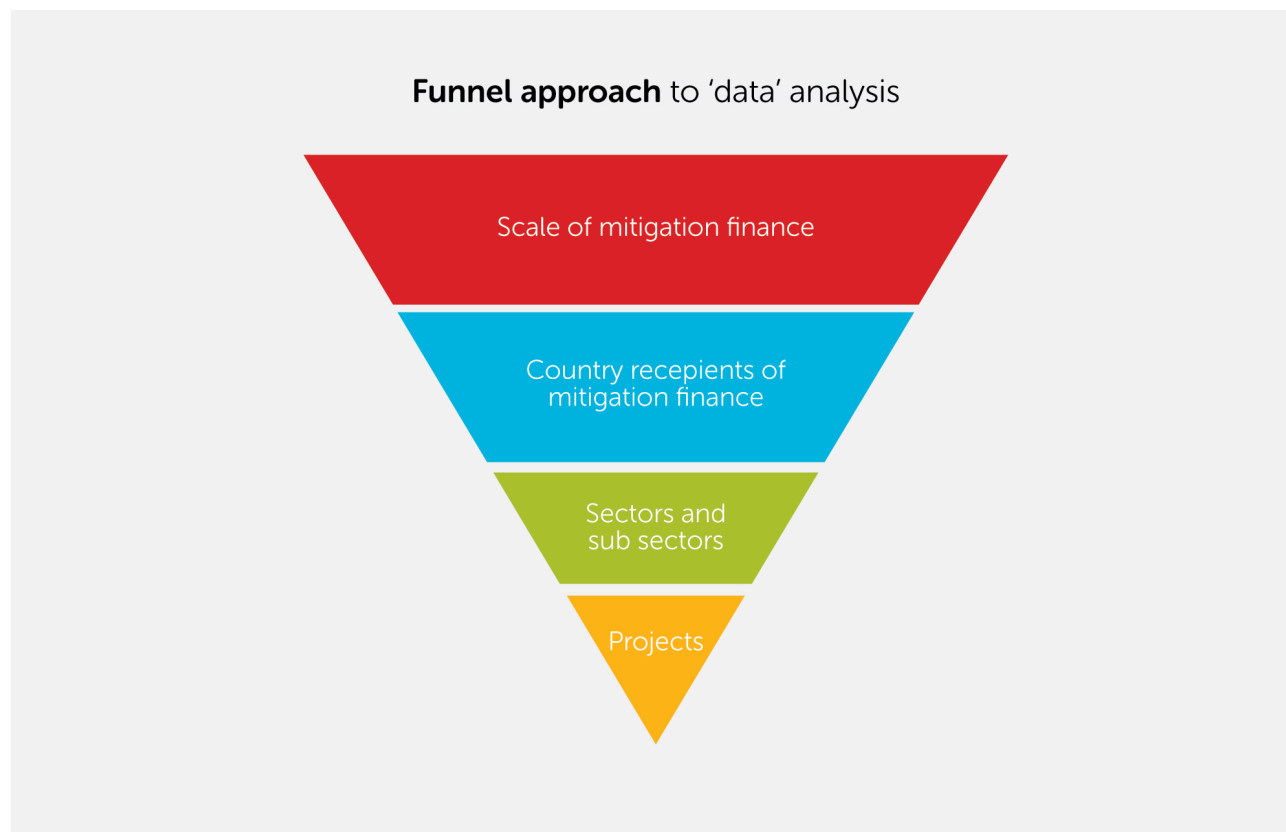 Funnel approach to ‘data’ analysis
Scale of mitigation finance
Country recepients of
mitigation finance
Sectors and
sub sectors
Projects